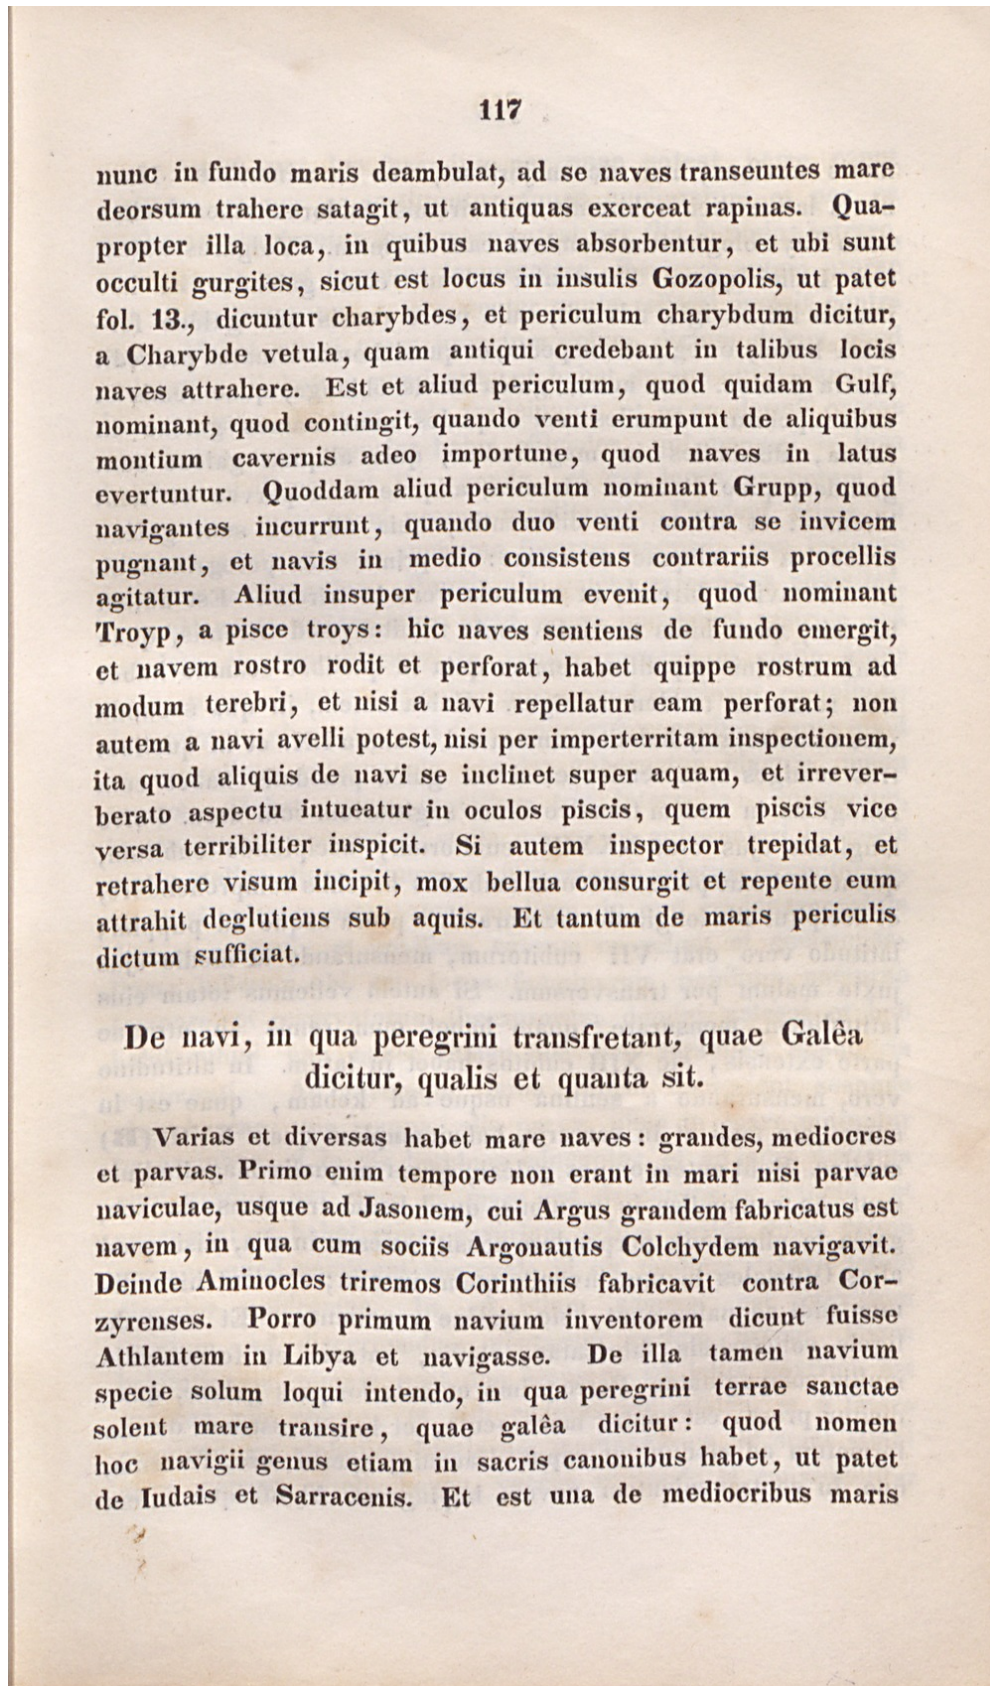 117
nunc in fundo maris deambulat, ad se naves transeuntes mare
deorsum trahere satagit, ut antiquas exerceat rapinas. Qua-
propter illa loca, in quibus naves absorbentur, et ubi sunt
occulti gurgites, sicut est locus in insulis Gozopolis, ut patet
fol. 13., dicuntur charybdes, et periculum charybdum dicitur,
a Charybde vetula, quam antiqui credebant in talibus locis
naves attrahere. Est et aliud periculum, quod quidam Gulf,
nominant, quod contingit, quando venti erumpunt de aliquibus
montium cavernis adeo importune, quod naves in latus
evertuntur. Quoddam aliud periculum nominant Grupp, quod
navigantes incurrunt, quando duo venti contra se invicem
pugnant, et navis in medio consistens contrariis procellis
agitatur. Aliud insuper periculum evenit, quod nominant
Troyp, a pisce troys: hic naves sentiens de fundo emergit,
et navem rostro rodit et perforat, habet quippe rostrum ad
modum terebri, et nisi a navi repellatur eam perforat; non
autem a navi avelli potest, nisi per imperterritam inspectionem,
ita quod aliquis de navi se inclinet super aquam, et irrever-
berato aspectu intueatur in oculos piscis, quem piscis vice
versa terribiliter inspicit. Si autem inspector trepidat, et
retrahere visum incipit, mox bellua consurgit et repente eum
attrahit deglutiens sub aquis. Et tantum de maris periculis
dictum sufficiat.
De navi, in qua peregrini transfretant, quae Galêa
dicitur, qualis et quanta sit.
Varias et diversas habet mare naves: grandes, mediocres
et parvas. Primo enim tempore non erant in mari nisi parvae
naviculae, usque ad Jasonem, cui Argus grandem fabricatus est
navem, in qua cum sociis Argonautis Colchydem navigavit.
Deinde Aminocles triremos Corinthiis fabricavit contra Cor-
zyrenses. Porro primum navium inventorem dicunt fuisse
Athlantem in Libya et navigasse. De illa tamen navium
specie solum loqui intendo, in qua peregrini terrae sanctae
solent mare transire, quae galêa dicitur: quod nomen
hoc navigii genus etiam in sacris canonibus habet, ut patet
de Iudais et Sarracenis. Et est una de mediocribus maris